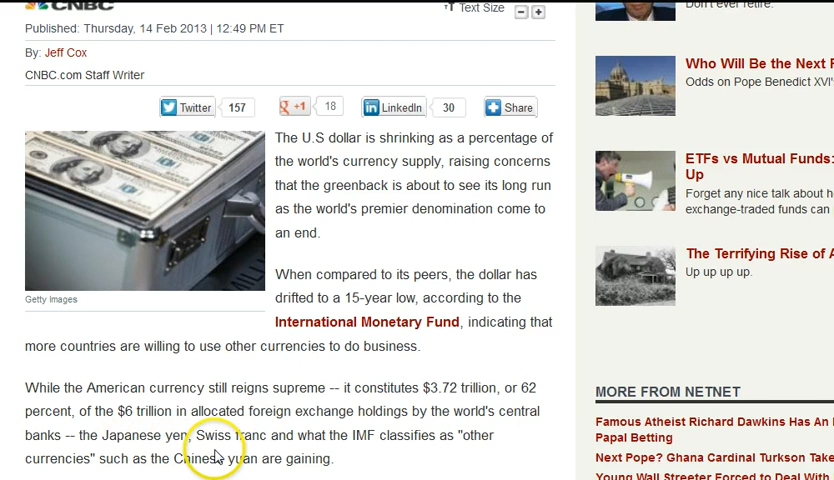 CNBC
Text Size
Published: Thursday, 14 Feb 2013 | 12:49 PM ET
By: Jeff Cox
CNBC.com Staff Writer
Twitter 157
+1 18
LinkedIn 30
Share
The U.S dollar is shrinking as a percentage of
the world's currency supply, raising concerns
that the greenback is about to see its long run
as the world's premier denomination come to
an end.
Getty Images
When compared to its peers, the dollar has
drifted to a 15-year low, according to the
International Monetary Fund, indicating that
more countries are willing to use other currencies to do business.
While the American currency still reigns supreme -- it constitutes $3.72 trillion, or 62
percent, of the $6 trillion in allocated foreign exchange holdings by the world's central
banks -- the Japanese yen, Swiss franc and what the IMF classifies as "other
currencies" such as the Chinese yuan are gaining.
Don't ever retire.
Who Will Be the Next
Odds on Pope Benedict XVI's
ETFs vs Mutual Funds:
Up
Forget any nice talk about
exchange-traded funds can
The Terrifying Rise of
Up up up.
MORE FROM NETNET
Famous Atheist Richard Dawkins Has An
Papal Betting
Next Pope? Ghana Cardinal Turkson Take
Young Wall Streeter Forced to Deal With